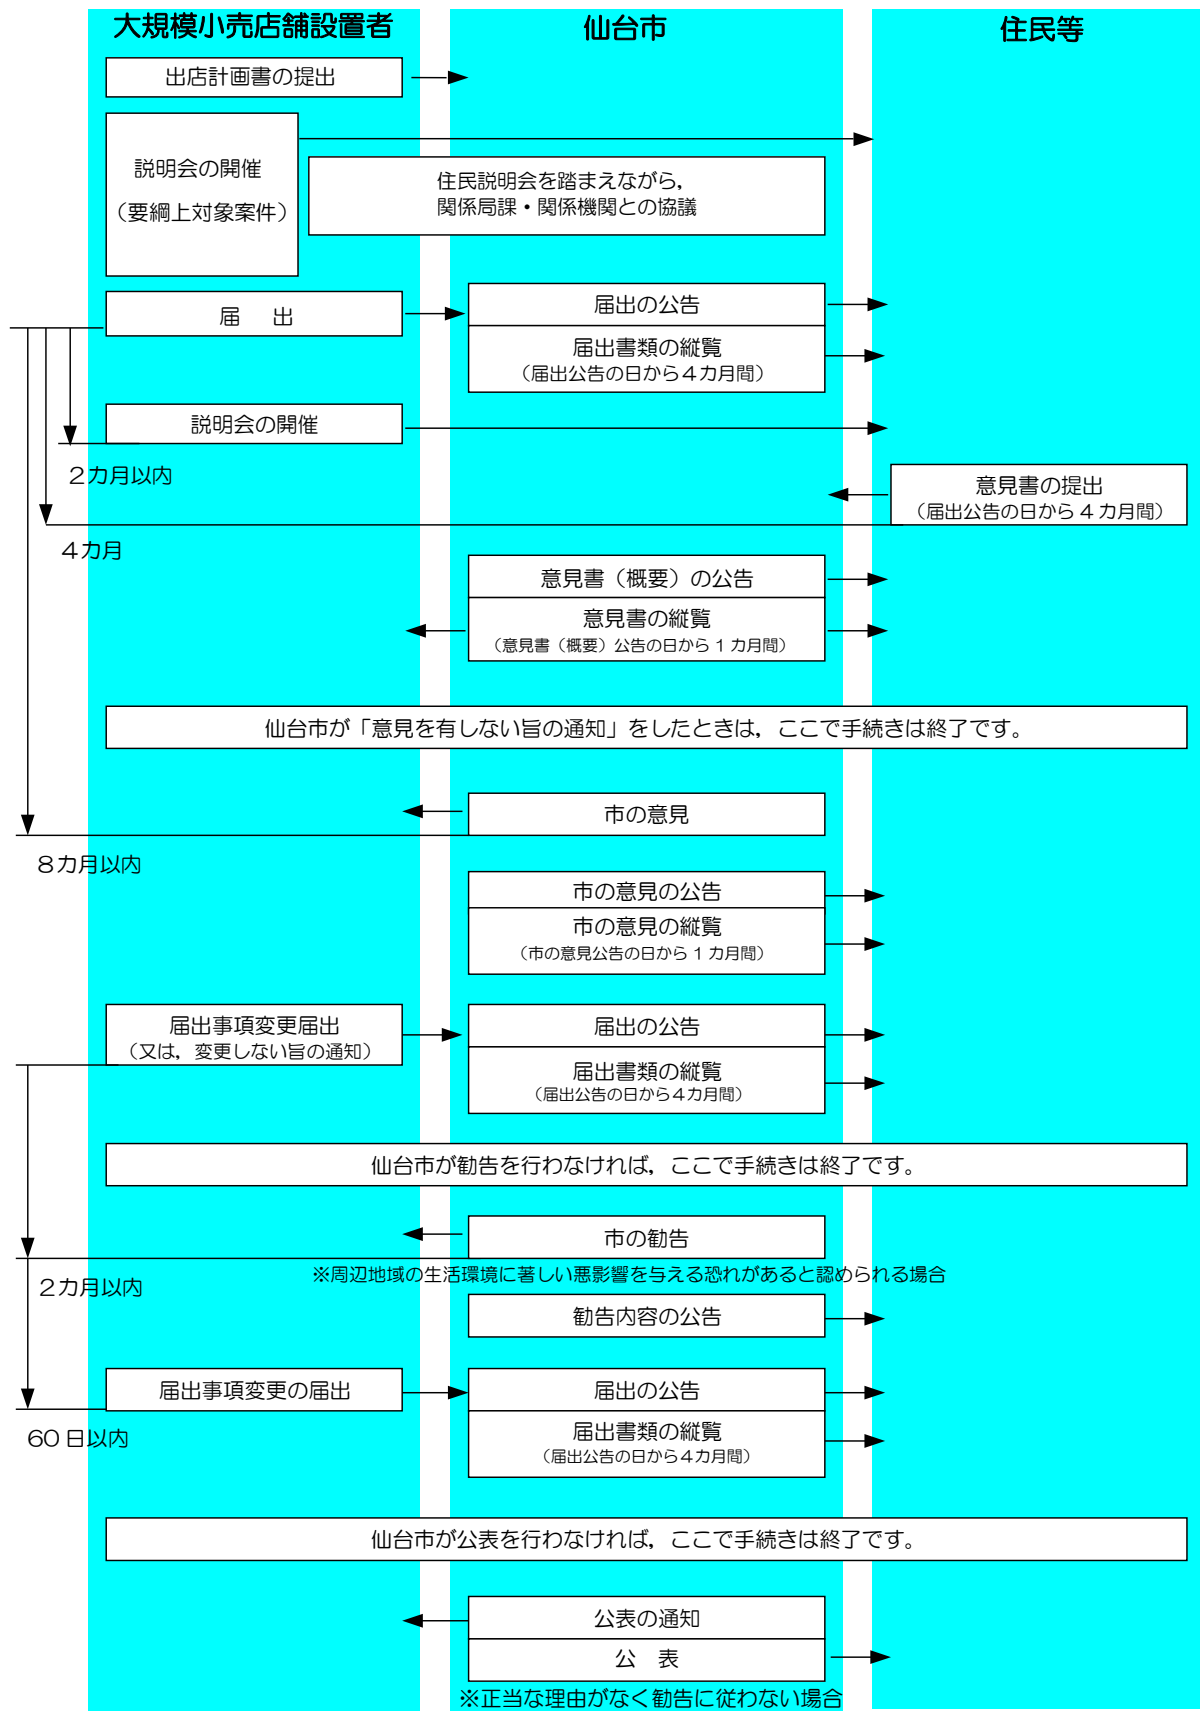 大規模小売店舗設置者
仙台市
住民等
出店計画書の提出
説明会の開催
（要綱上対象案件）
住民説明会を踏まえながら，
関係局課・関係機関との協議
届　出
届出の公告
届出書類の縦覧
（届出公告の日から４カ月間）
説明会の開催
２カ月以内
意見書の提出
（届出公告の日から 4 カ月間）
４カ月
意見書（概要）の公告
意見書の縦覧
（意見書（概要）公告の日から 1 カ月間）
仙台市が「意見を有しない旨の通知」をしたときは，ここで手続きは終了です。
市の意見
８カ月以内
市の意見の公告
市の意見の縦覧
（市の意見公告の日から 1 カ月間）
届出事項変更届出
（又は，変更しない旨の通知）
届出の公告
届出書類の縦覧
（届出公告の日から４カ月間）
仙台市が勧告を行わなければ，ここで手続きは終了です。
市の勧告
２カ月以内
※周辺地域の生活環境に著しい悪影響を与える恐れがあると認められる場合
勧告内容の公告
届出事項変更の届出
届出の公告
届出書類の縦覧
（届出公告の日から４カ月間）
60 日以内
仙台市が公表を行わなければ，ここで手続きは終了です。
公表の通知
公　表
※正当な理由がなく勧告に従わない場合